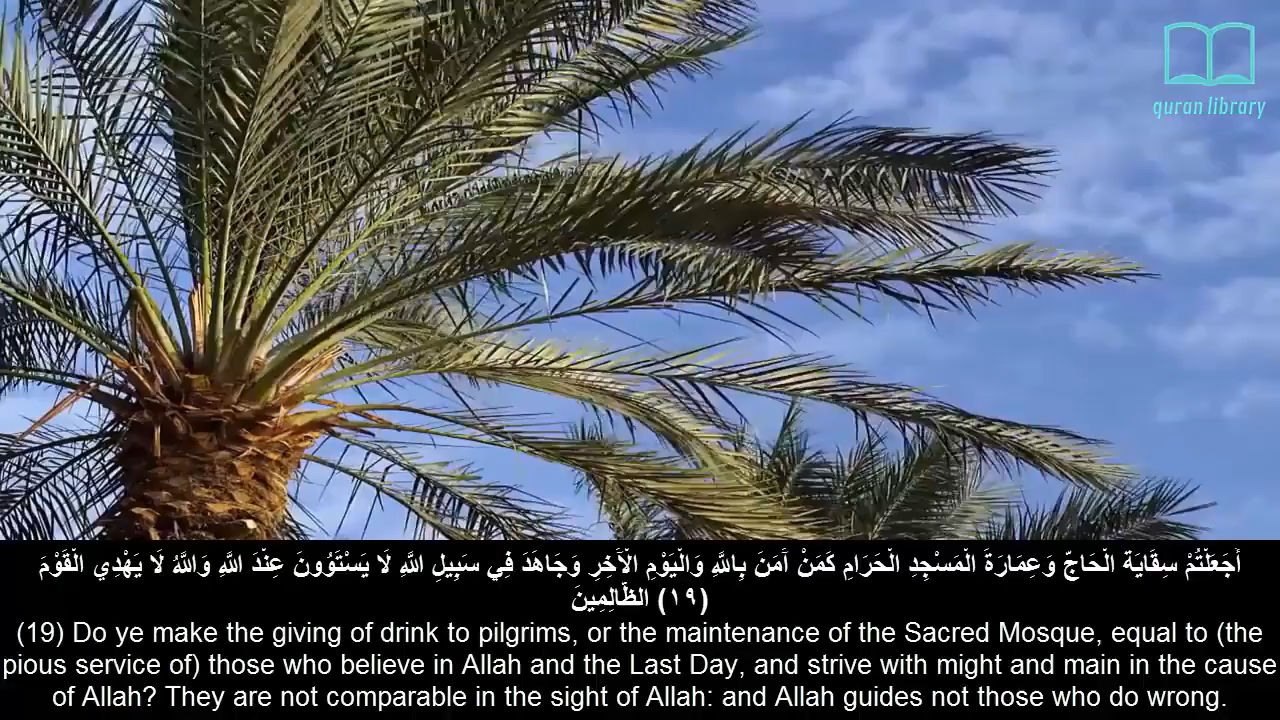 quran library
أَجَعَلْتُمْ سِقَايَةَ الْحَاجِّ وَعِمَارَةَ الْمَسْجِدِ الْحَرَامِ كَمَنْ آمَنَ بِاللَّهِ وَالْيَوْمِ الْآخِرِ وَجَاهَدَ فِي سَبِيلِ اللَّهِ لَا يَسْتَوُونَ عِنْدَ اللَّهِ وَاللَّهُ لَا يَهْدِي الْقَوْمَ
الظَّالِمِينَ (١٩)
(19) Do ye make the giving of drink to pilgrims, or the maintenance of the Sacred Mosque, equal to (the
pious service of) those who believe in Allah and the Last Day, and strive with might and main in the cause
of Allah? They are not comparable in the sight of Allah: and Allah guides not those who do wrong.